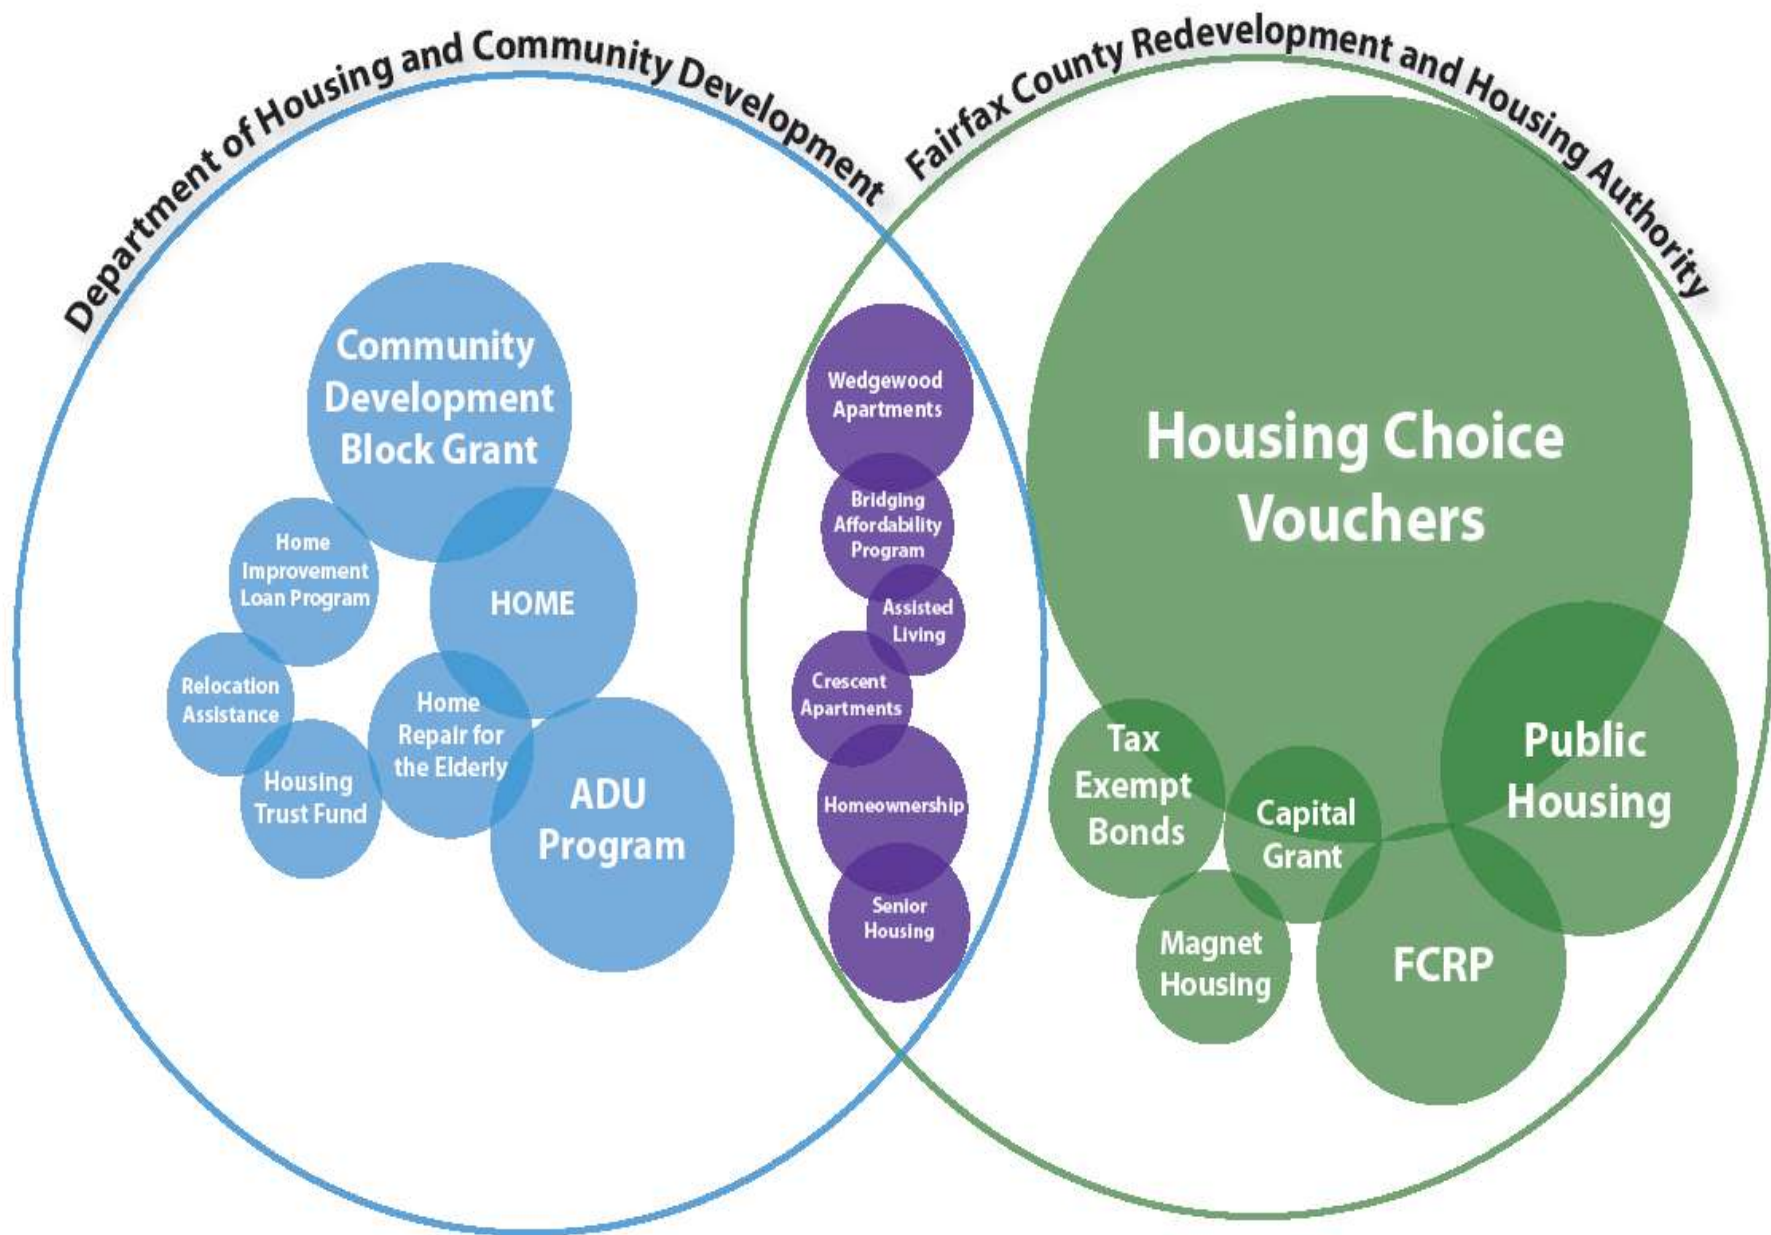 Department of Housing and Community Development
Fairfax County Redevelopment and Housing Authority
Community
Development
Block Grant
Home
Improvement
Loan Program
HOME
Relocation
Assistance
Home
Repair for
the Elderly
Housing
Trust Fund
ADU
Program
Wedgewood
Apartments
Bridging
Affordability
Program
Assisted
Living
Crescent
Apartments
Homeownership
Senior
Housing
Housing Choice
Vouchers
Tax
Exempt
Bonds
Capital
Grant
Public
Housing
Magnet
Housing
FCRP